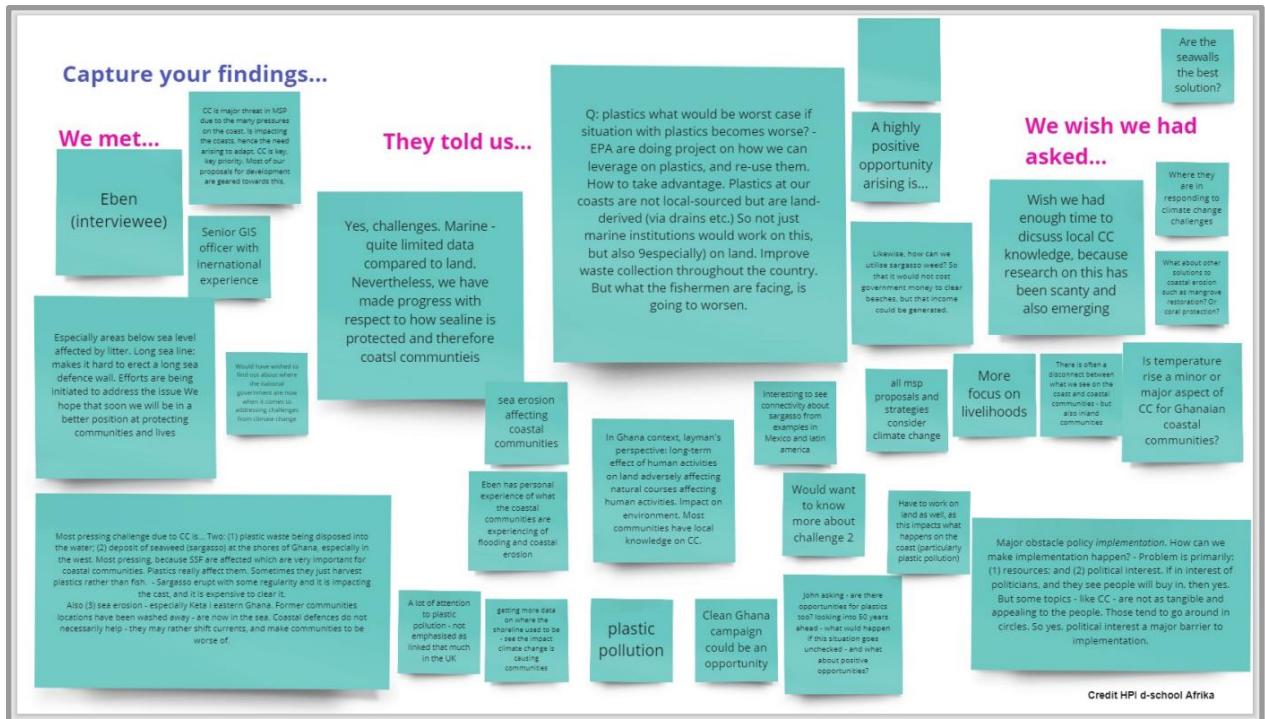 Capture your findings...
We met...
CC is major threat in MSP
due to the many pressures
on the coast. Is impacting
the coasts, hence the need
arising to adapt. CC is key,
key priority. Most of our
proposals for development
are geared towards this.
Eben
(interviewee)
Senior GIS
officer with
inernational
experience
Especially areas below sea level
affected by litter. Long sea line:
makes it hard to erect a long sea
defence wall. Efforts are being
initiated to address the issue We
hope that soon we will be in a
better position at protecting
communities and lives
Would have wished to
find out about where
the national
government are now
when it comes to
addressing challenges
from climate change
Most pressing challenge due to CC is... Two: (1) plastic waste being disposed into
the water; (2) deposit of seaweed (sargasso) at the shores of Ghana, especially in
the west. Most pressing, because SSF are affected which are very important for
coastal communities. Plastics really affect them. Sometimes they just harvest
plastics rather than fish.  - Sargasso erupt with some regularity and it is impacting
the cast, and it is expensive to clear it.
Also (3) sea erosion - especially Keta i eastern Ghana. Former communities
locations have been washed away - are now in the sea. Coastal defences do not
necessarily help - they may rather shift currents, and make communities to be
worse of.
They told us...
Yes, challenges. Marine -
quite limited data
compared to land.
Nevertheless, we have
made progress with
respect to how sealine is
protected and therefore
coatsl communtieis
Q: plastics what would be worst case if
situation with plastics becomes worse? -
EPA are doing project on how we can
leverage on plastics, and re-use them.
How to take advantage. Plastics at our
coasts are not local-sourced but are land-
derived (via drains etc.) So not just
marine institutions would work on this,
but also 9especially) on land. Improve
waste collection throughout the country.
But what the fishermen are facing, is
going to worsen.
A highly
positive
opportunity
arising is...
Likewise, how can we
utilise sargasso weed? So
that it would not cost
government money to clear
beaches, but that income
could be generated.
sea erosion
affecting
coastal
communities
Eben has personal
experience of what
the coastal
communities are
experiencing of
flooding and coastal
erosion
In Ghana context, layman's
perspective: long-term
effect of human activities
on land adversely affecting
natural courses affecting
human activities. Impact on
environment. Most
communities have local
knowledge on CC.
Interesting to see
connectivity about
sargasso from
examples in
Mexico and latin
america
all msp
proposals and
strategies
consider
climate change
Would want
to know
more about
challenge 2
Have to work on
land as well, as
this impacts what
happens on the
coast (particularly
plastic pollution)
A lot of attention
to plastic
pollution - not
emphasised as
linked that much
in the UK
getting more data
on where the
shoreline used to be
- see the impact
climate change is
causing
communities
plastic
pollution
Clean Ghana
campaign
could be an
opportunity
John asking - are there
opportunities for plastics
too? looking into 50 years
ahead - what wuld happen
if this situation goes
unchecked - and what
about positive
opportunities?
We wish we had
asked...
Are the
seawalls
the best
solution?
Wish we had
enough time to
dicsuss local CC
knowledge, because
research on this has
been scanty and
also emerging
Where they
are in
responding to
climate change
challenges
What about other
solutions to
coastal erosion
such as mangrove
restoration? Or
coral protection?
More
focus on
livelihoods
There is often a
disconnect between
what we see on the
coast and coastal
communities - but
also inland
communities
Is temperature
rise a minor or
major aspect of
CC for Ghanaian
coastal
communities?
Major obstacle policy implementation. How can we
make implementation happen? - Problem is primarily:
(1) resources; and (2) political interest. If in interest of
politicians, and they see people will buy in, then yes.
But some topics - like CC - are not as tangible and
appealing to the people. Those tend to go around in
circles. So yes, political interest a major barrier to
implementation.
Credit HPI d-school Afrika